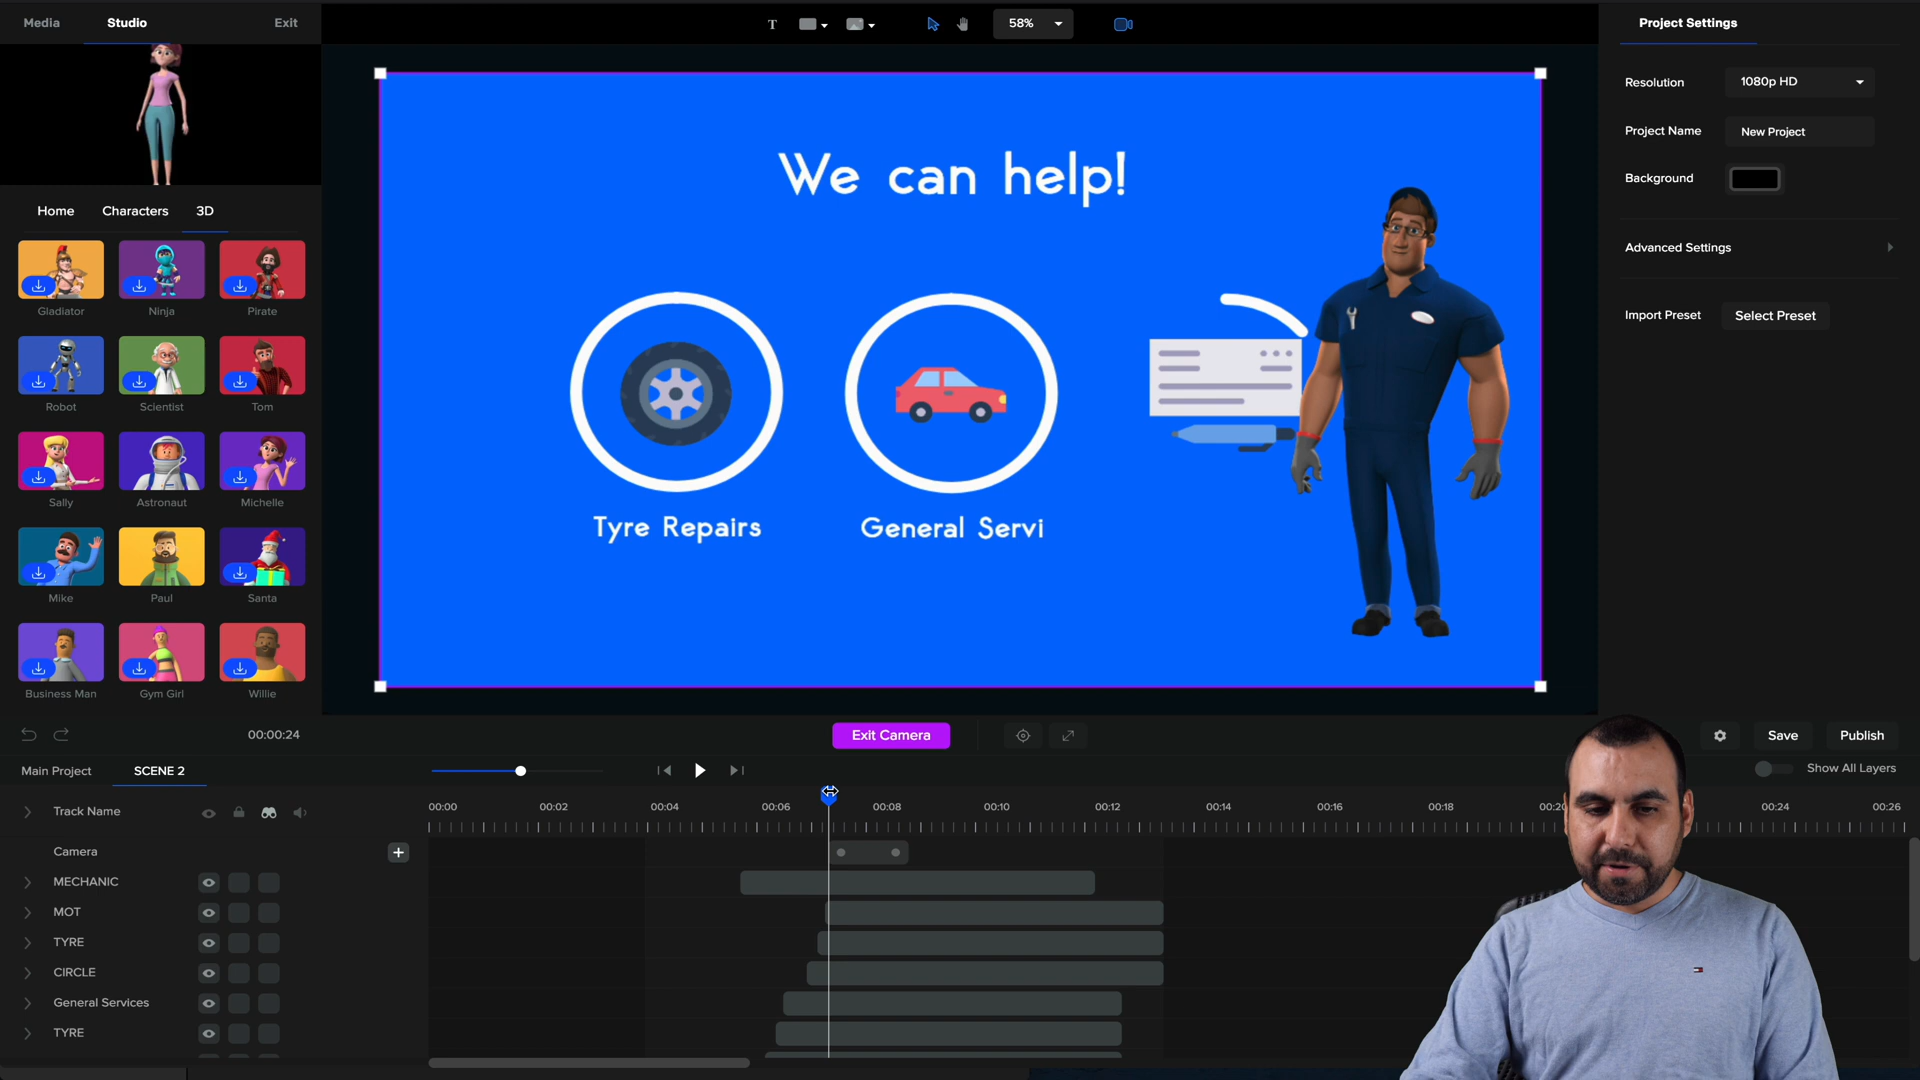 Media Studio Exit
T 58%
Project Settings
Resolution 1080p HD
Project Name New Project
Background
Advanced Settings
Import Preset Select Preset
Home Characters 3D
Gladiator Ninja Pirate
Robot Scientist Tom
Sally Astronaut Michelle
Mike Paul Santa
Business Man Gym Girl Willie
We can help!
Tyre Repairs
General Servi
00:00:24
Exit Camera
Save Publish
Main Project SCENE 2
Show All Layers
Track Name
00:00 00:02 00:04 00:06 00:08 00:10 00:12 00:14 00:16 00:18 00:24 00:26
Camera
MECHANIC
MOT
TYRE
CIRCLE
General Services
TYRE